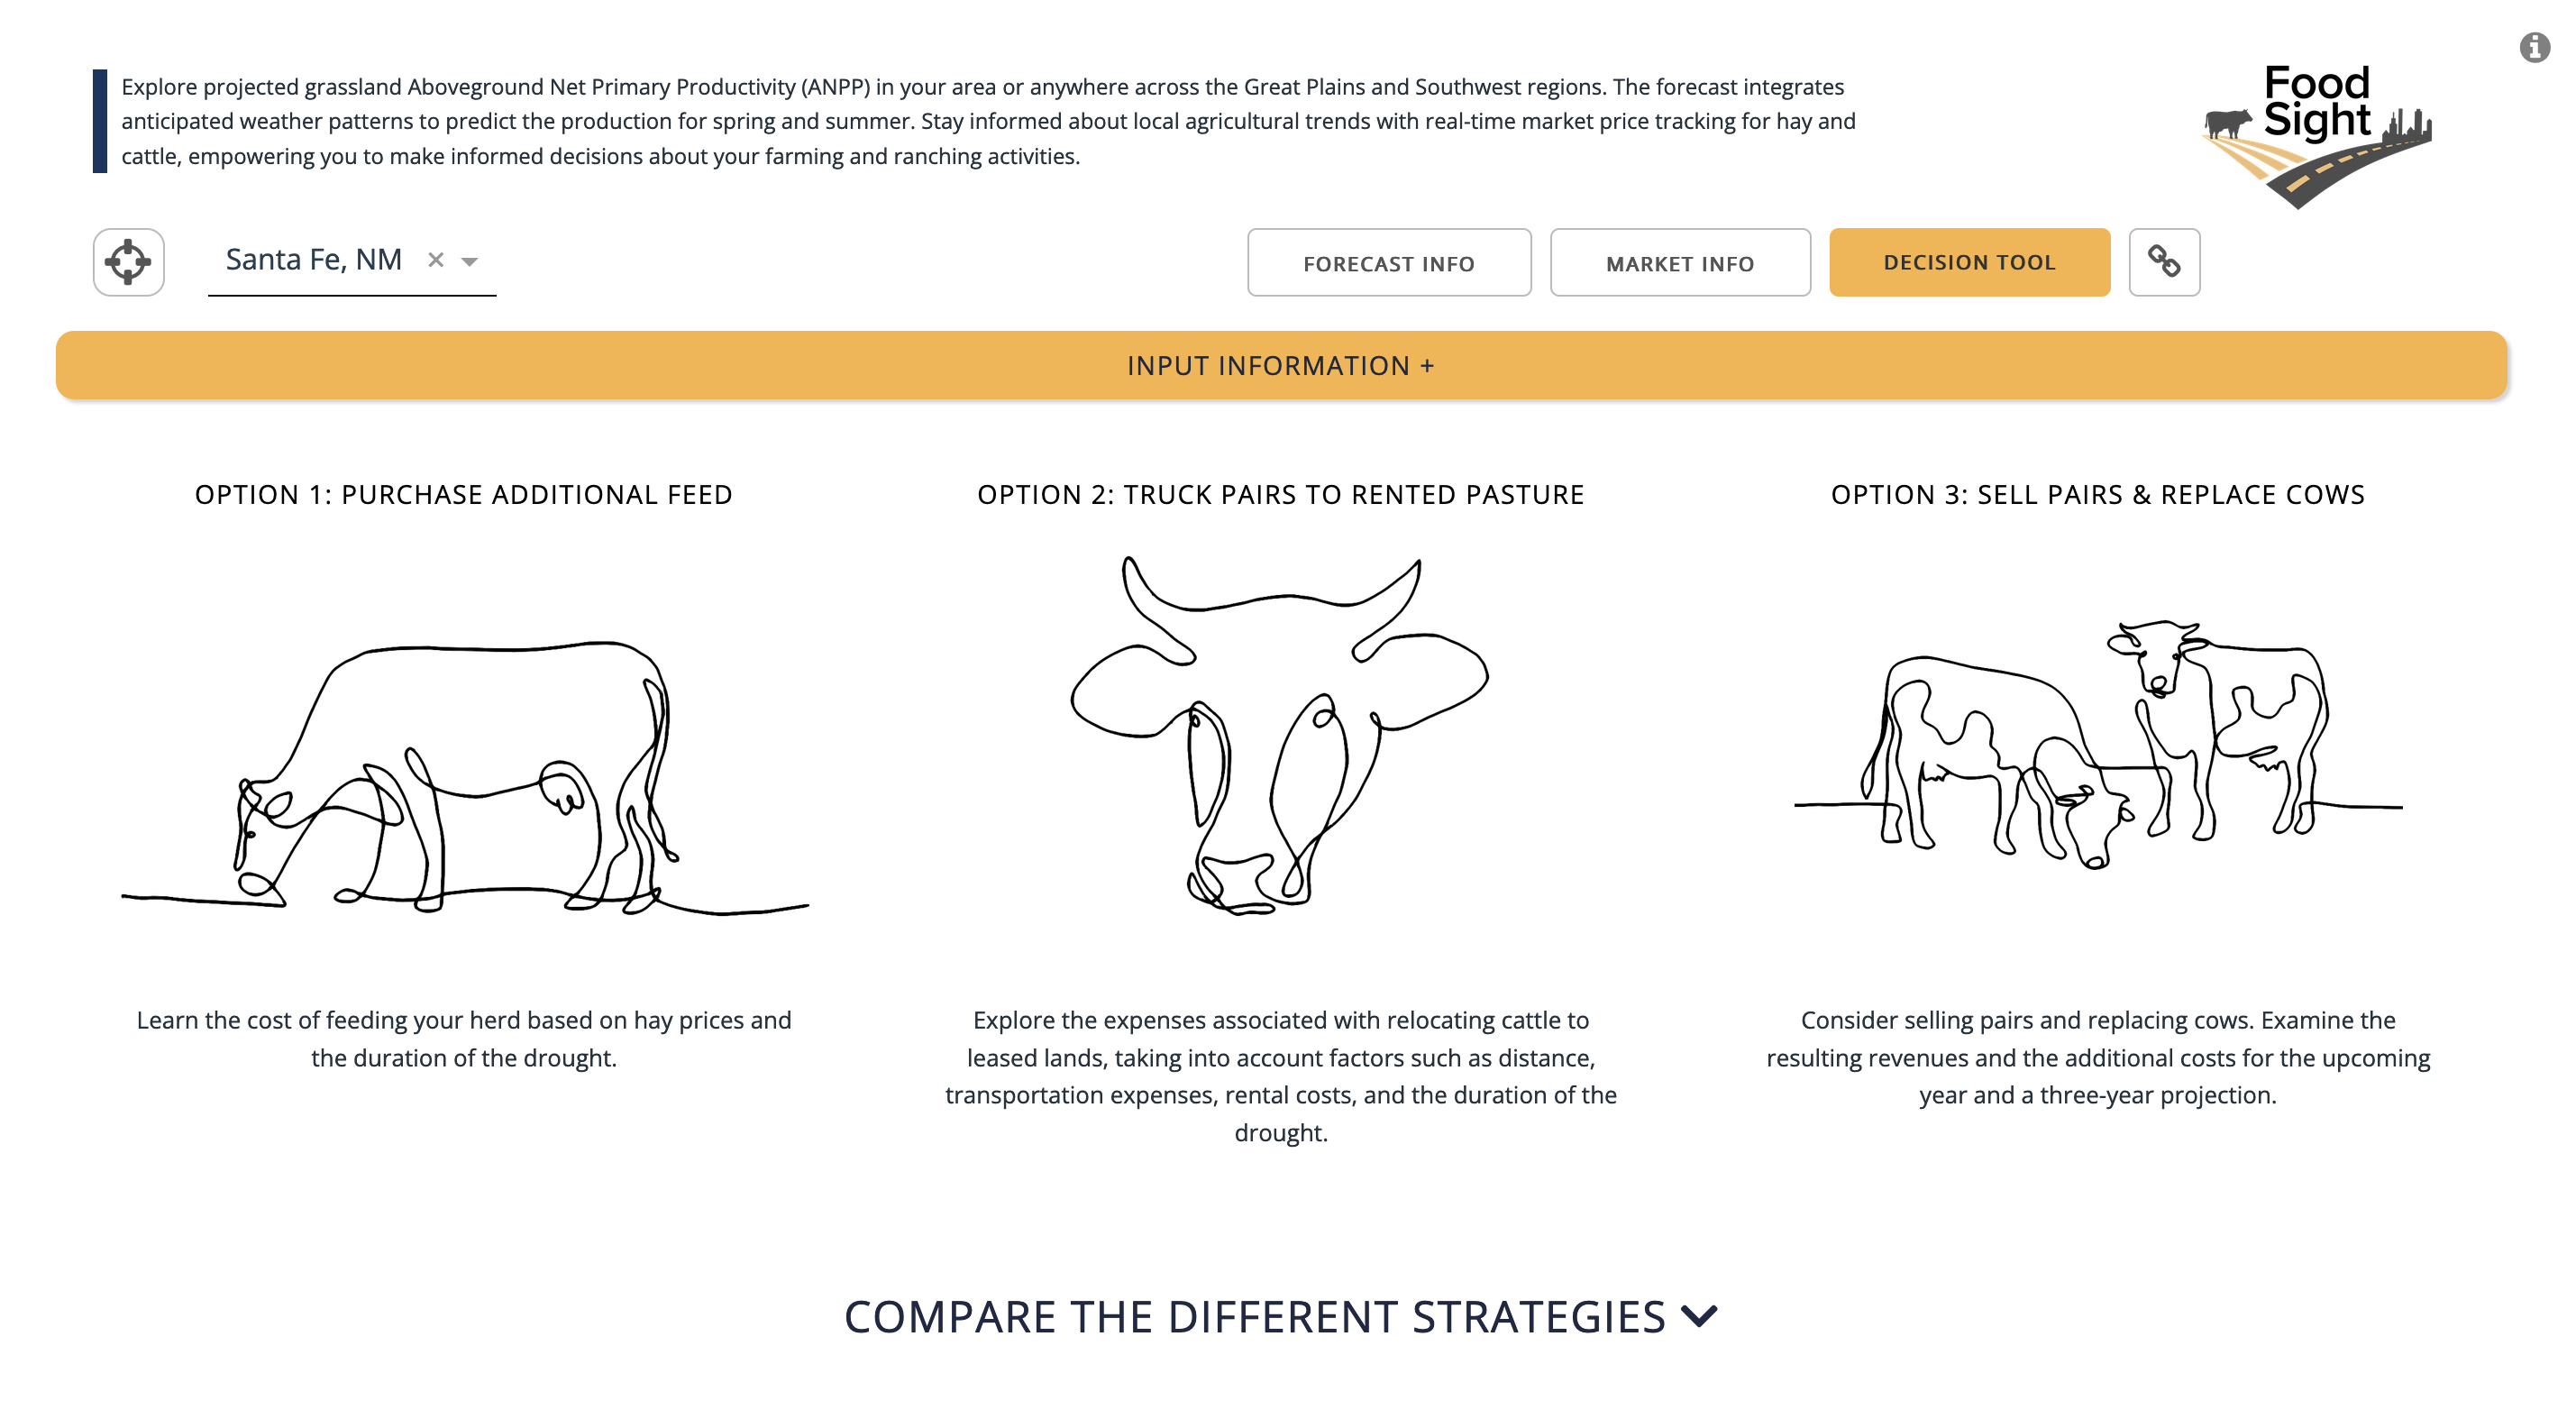 Explore projected grassland Aboveground Net Primary Productivity (ANPP) in your area or anywhere across the Great Plains and Southwest regions. The forecast integrates
anticipated weather patterns to predict the production for spring and summer. Stay informed about local agricultural trends with real-time market price tracking for hay and
cattle, empowering you to make informed decisions about your farming and ranching activities.
Food
Sight
Santa Fe, NM
FORECAST INFO
MARKET INFO
DECISION TOOL
INPUT INFORMATION +
OPTION 1: PURCHASE ADDITIONAL FEED
Learn the cost of feeding your herd based on hay prices and
the duration of the drought.
OPTION 2: TRUCK PAIRS TO RENTED PASTURE
Explore the expenses associated with relocating cattle to
leased lands, taking into account factors such as distance,
transportation expenses, rental costs, and the duration of the
drought.
OPTION 3: SELL PAIRS & REPLACE COWS
Consider selling pairs and replacing cows. Examine the
resulting revenues and the additional costs for the upcoming
year and a three-year projection.
COMPARE THE DIFFERENT STRATEGIES